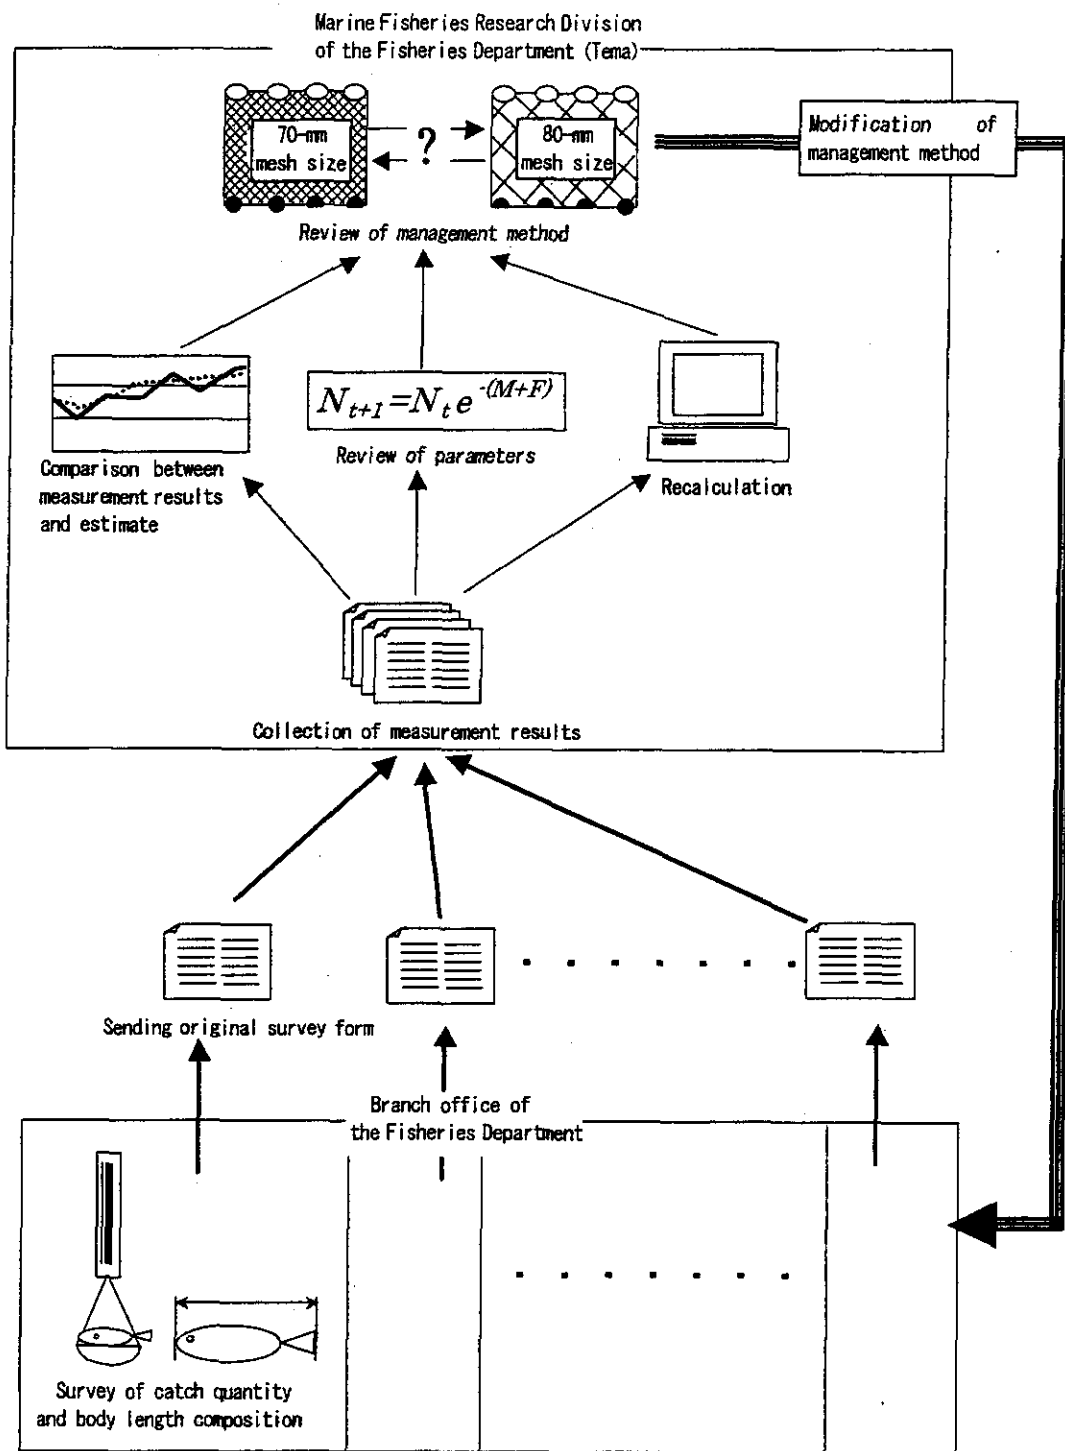 Marine Fisheries Research Division
of the Fisheries Department (Tema)
70-mm
mesh size
?
80-mm
mesh size
Modification of
management method
Review of management method
N_{t+1}=N_t e^{-(M+F)}
Review of parameters
Comparison between
measurement results
and estimate
Recalculation
Collection of measurement results
Sending original survey form
Branch office of
the Fisheries Department
Survey of catch quantity
and body length composition